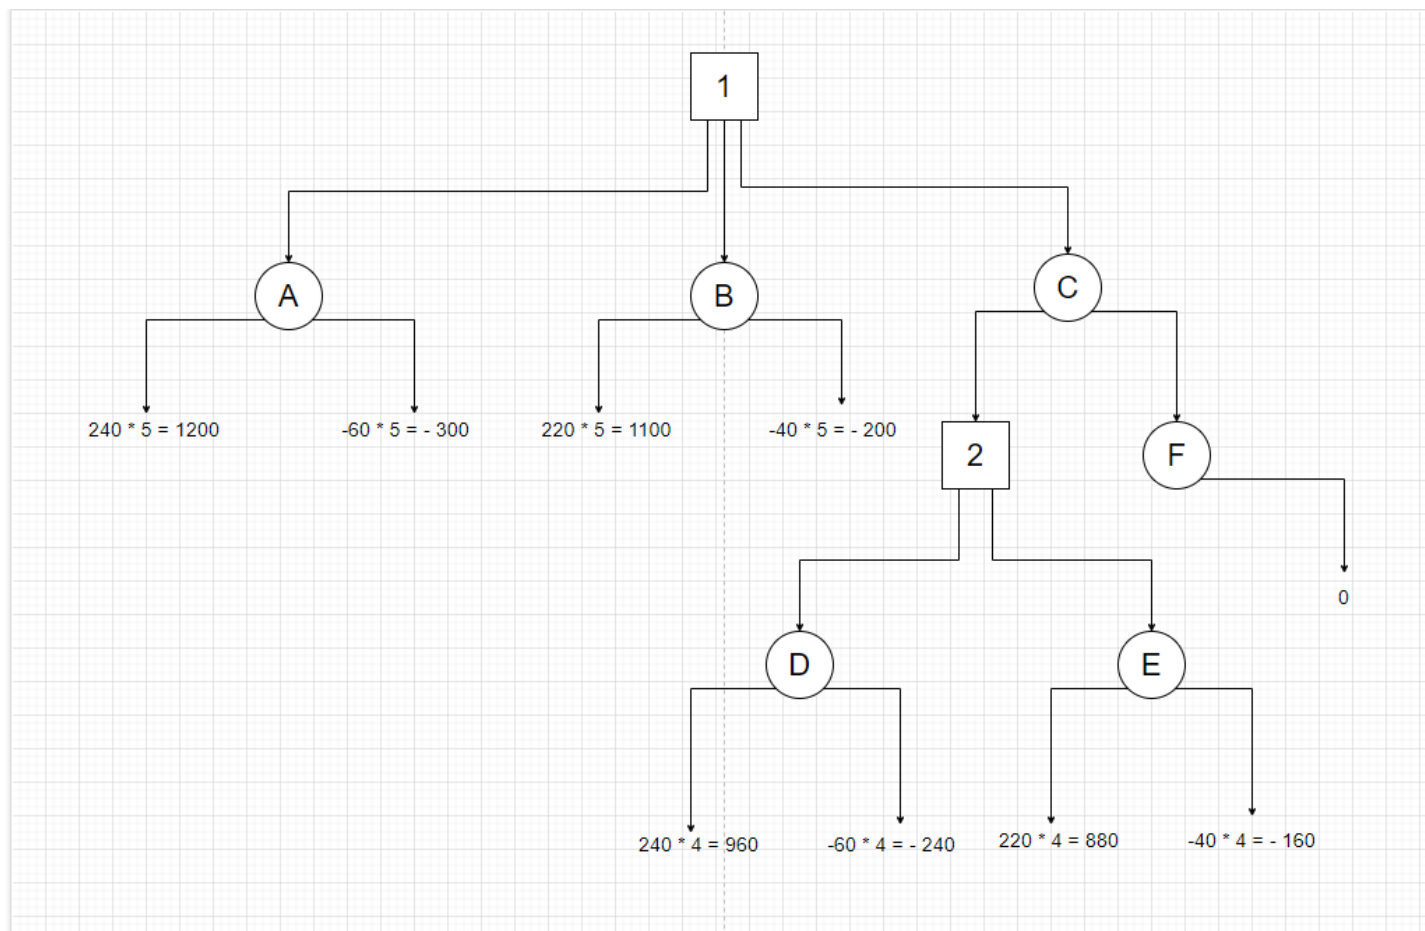 1
A
B
C
240 * 5 = 1200
-60 * 5 = - 300
220 * 5 = 1100
-40 * 5 = - 200
2
F
0
D
E
240 * 4 = 960
-60 * 4 = - 240
220 * 4 = 880
-40 * 4 = - 160